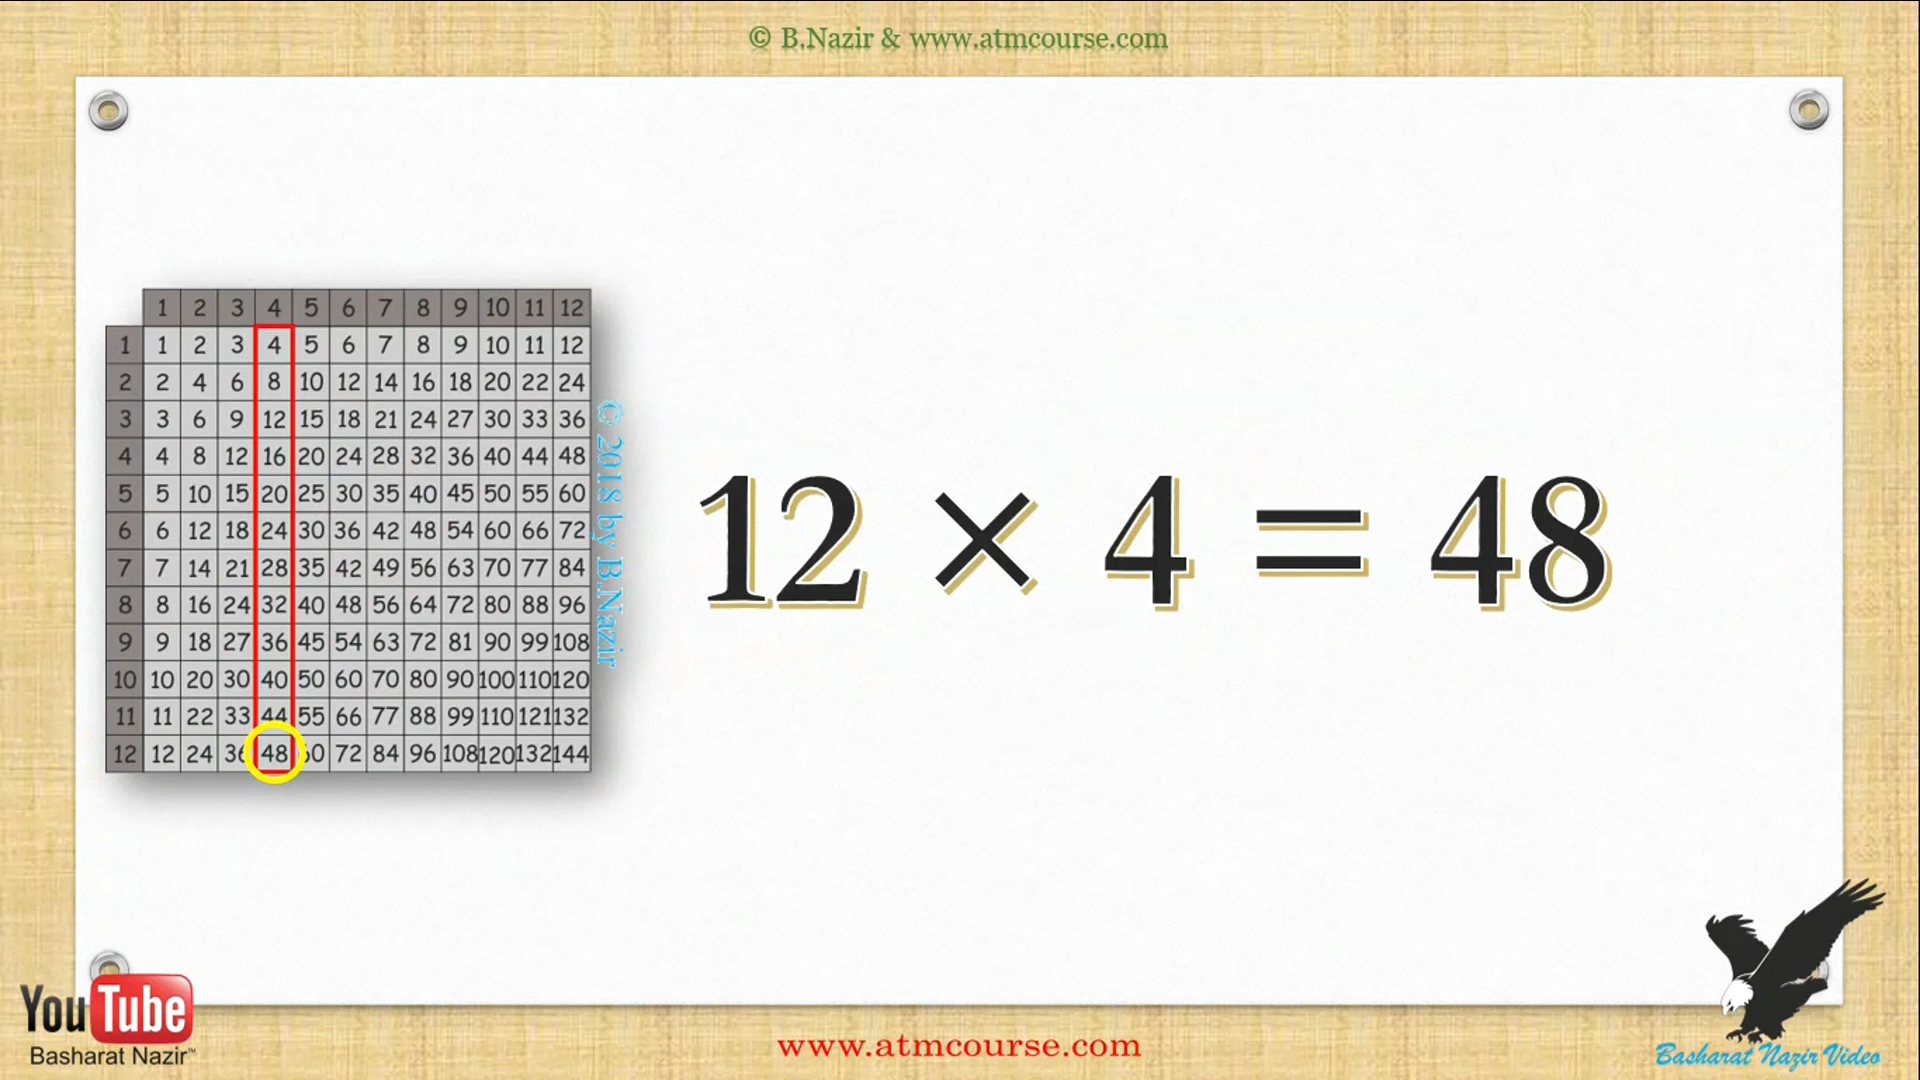 © B.Nazir & www.atmcourse.com
1 2 3 4 5 6 7 8 9 10 11 12
1 1 2 3 4 5 6 7 8 9 10 11 12
2 2 4 6 8 10 12 14 16 18 20 22 24
3 3 6 9 12 15 18 21 24 27 30 33 36
4 4 8 12 16 20 24 28 32 36 40 44 48
5 5 10 15 20 25 30 35 40 45 50 55 60
6 6 12 18 24 30 36 42 48 54 60 66 72
7 7 14 21 28 35 42 49 56 63 70 77 84
8 8 16 24 32 40 48 56 64 72 80 88 96
9 9 18 27 36 45 54 63 72 81 90 99 108
10 10 20 30 40 50 60 70 80 90 100 110 120
11 11 22 33 44 55 66 77 88 99 110 121 132
12 12 24 36 48 60 72 84 96 108 120 132 144
© 2018 by B.Nazir
12 × 4 = 48
YouTube
Basharat Nazir™
www.atmcourse.com
Basharat Nazir Video